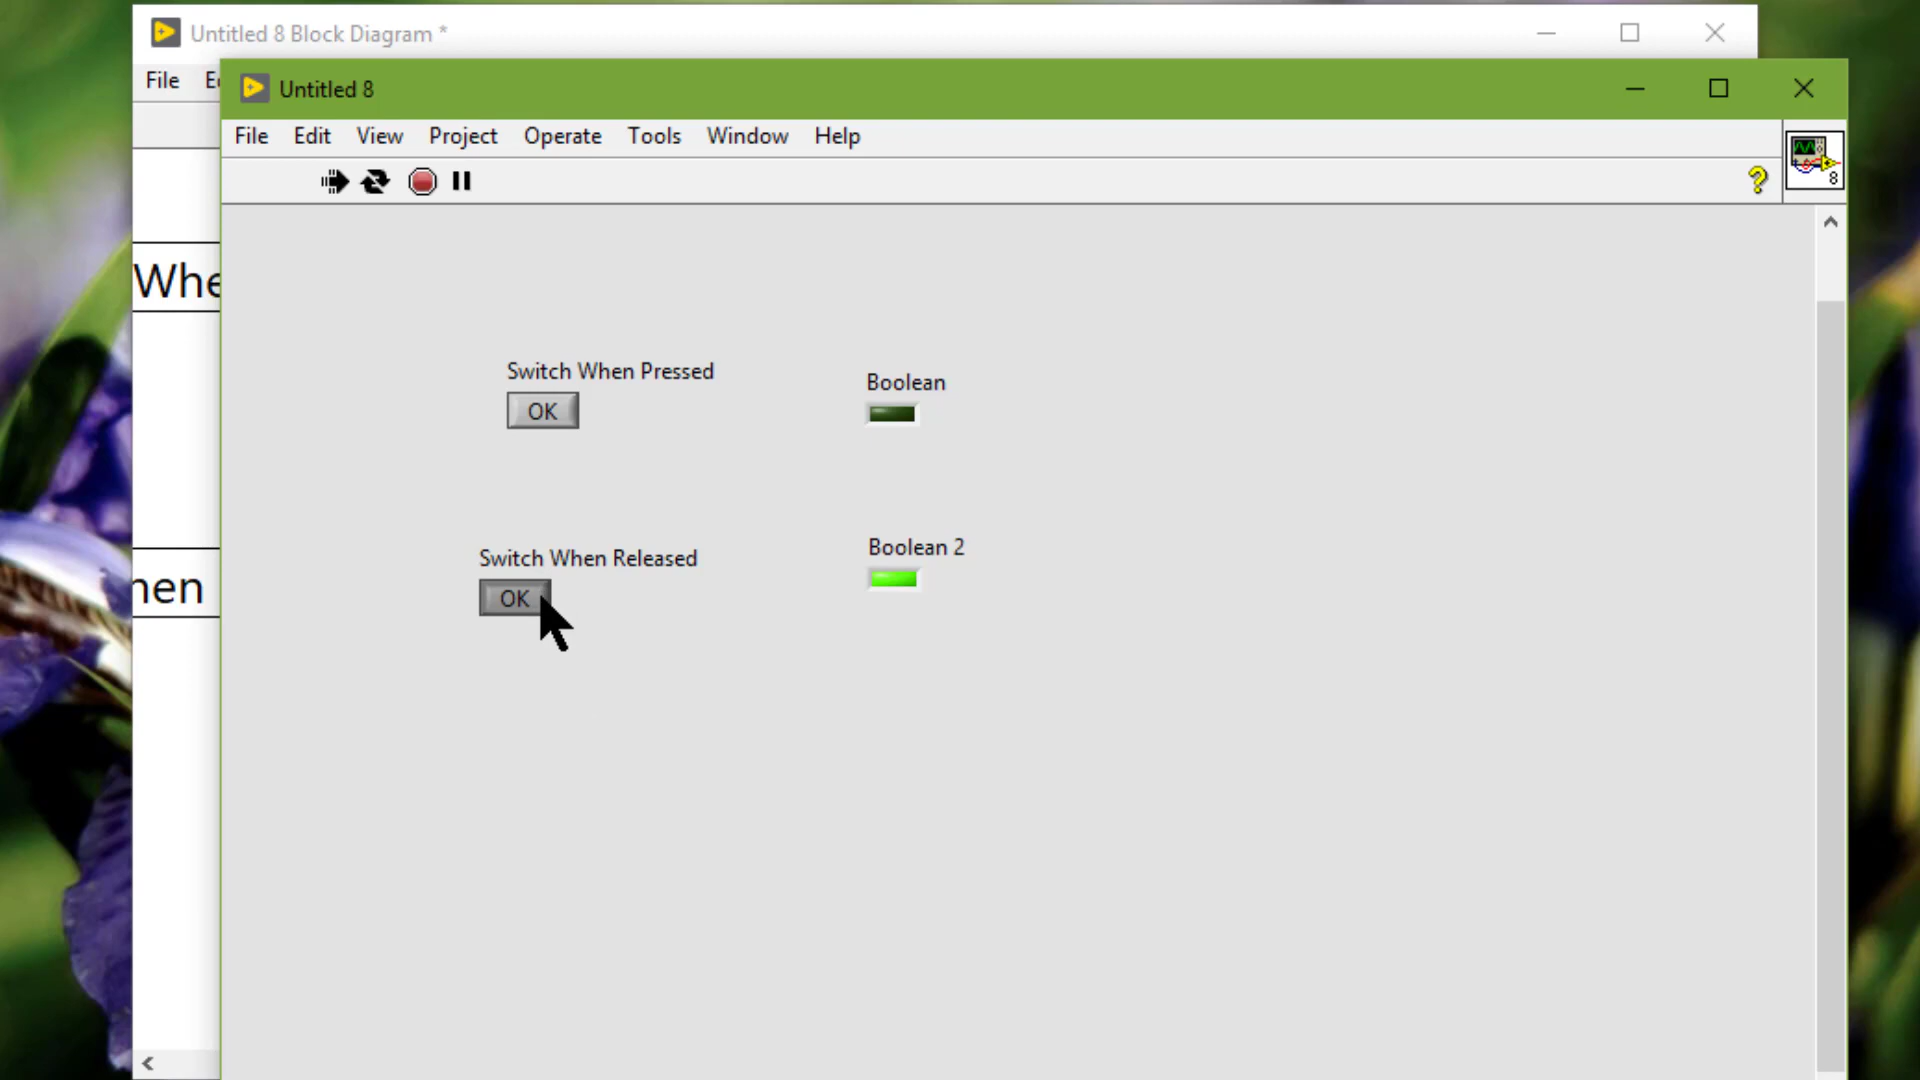 Untitled 8 Block Diagram *
File
Untitled 8
File Edit View Project Operate Tools Window Help
8
Whe
Switch When Pressed
OK
Boolean
Switch When Released
OK
Boolean 2
hen